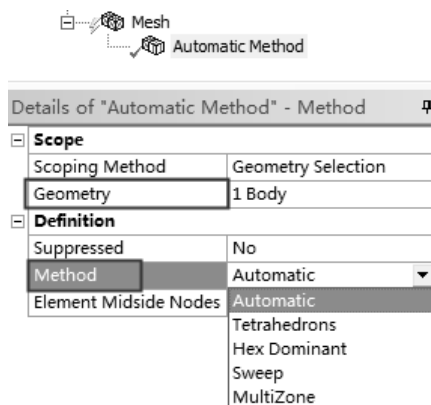 Mesh
Automatic Method
Details of "Automatic Method" - Method
Scope
Scoping Method Geometry Selection
Geometry 1 Body
Definition
Suppressed No
Method Automatic
Element Midside Nodes Automatic
Tetrahedrons
Hex Dominant
Sweep
MultiZone